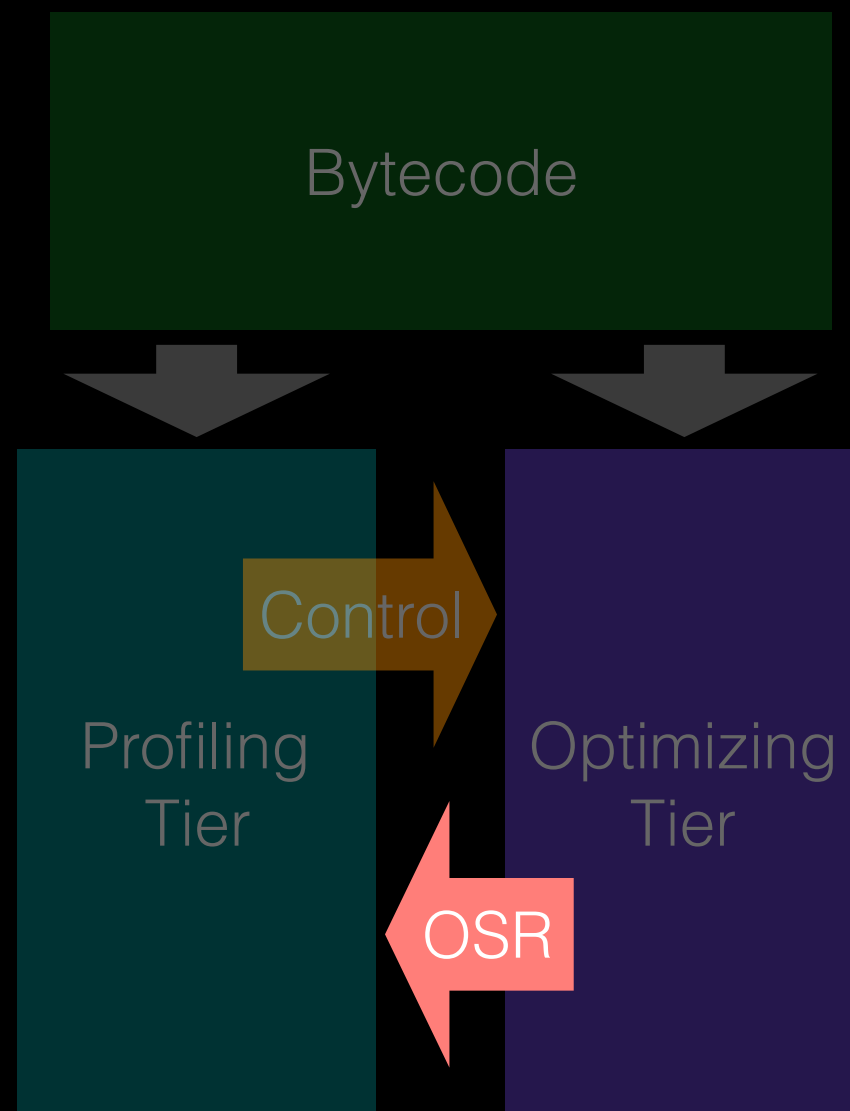 Bytecode
Control
Profiling
Tier
Optimizing
Tier
OSR